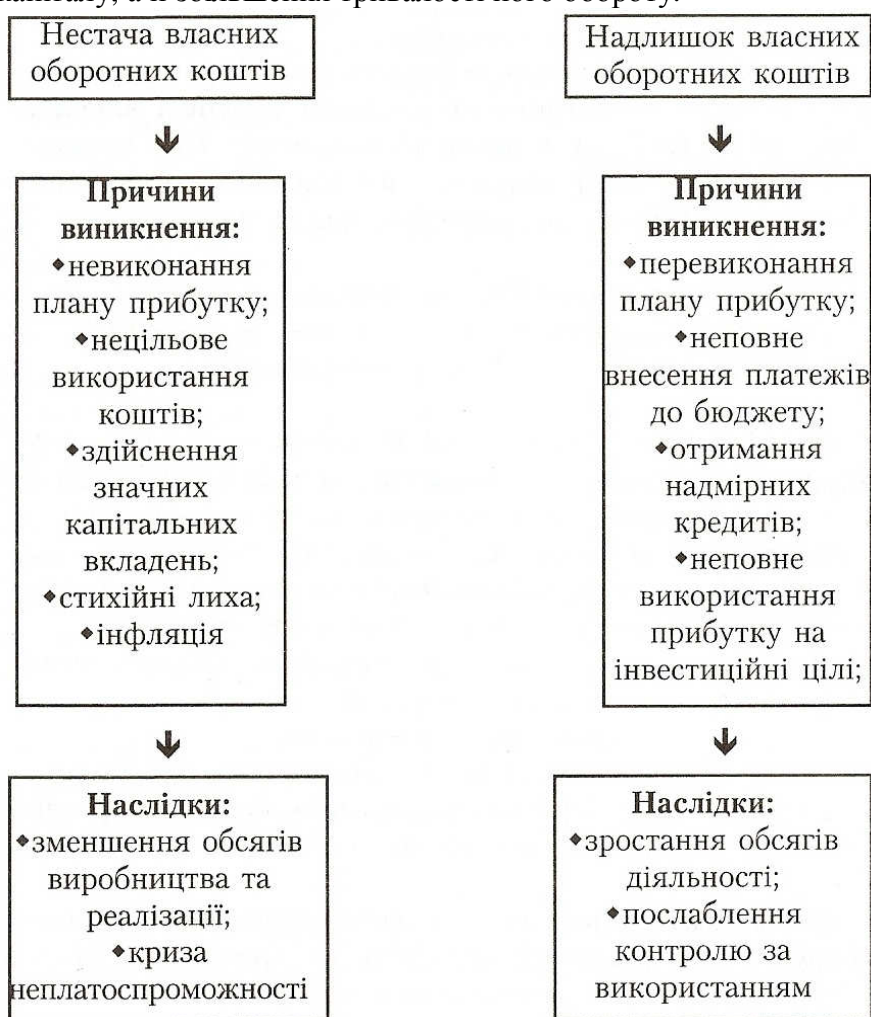 капіталу, а й збільшення тривалості його обороту.
Нестача власних
оборотних коштів
Причини
виникнення:
◆невиконання
плану прибутку;
◆нецільове
використання
коштів;
◆здійснення
значних
капітальних
вкладень;
◆стихійні лиха;
◆інфляція
Наслідки:
◆зменшення обсягів
виробництва та
реалізації;
◆криза
неплатоспроможності
Надлишок власних
оборотних коштів
Причини
виникнення:
◆перевиконання
плану прибутку;
◆неповне
внесення платежів
до бюджету;
◆отримання
надмірних
кредитів;
◆неповне
використання
прибутку на
інвестиційні цілі;
Наслідки:
◆зростання обсягів
діяльності;
◆послаблення
контролю за
використанням